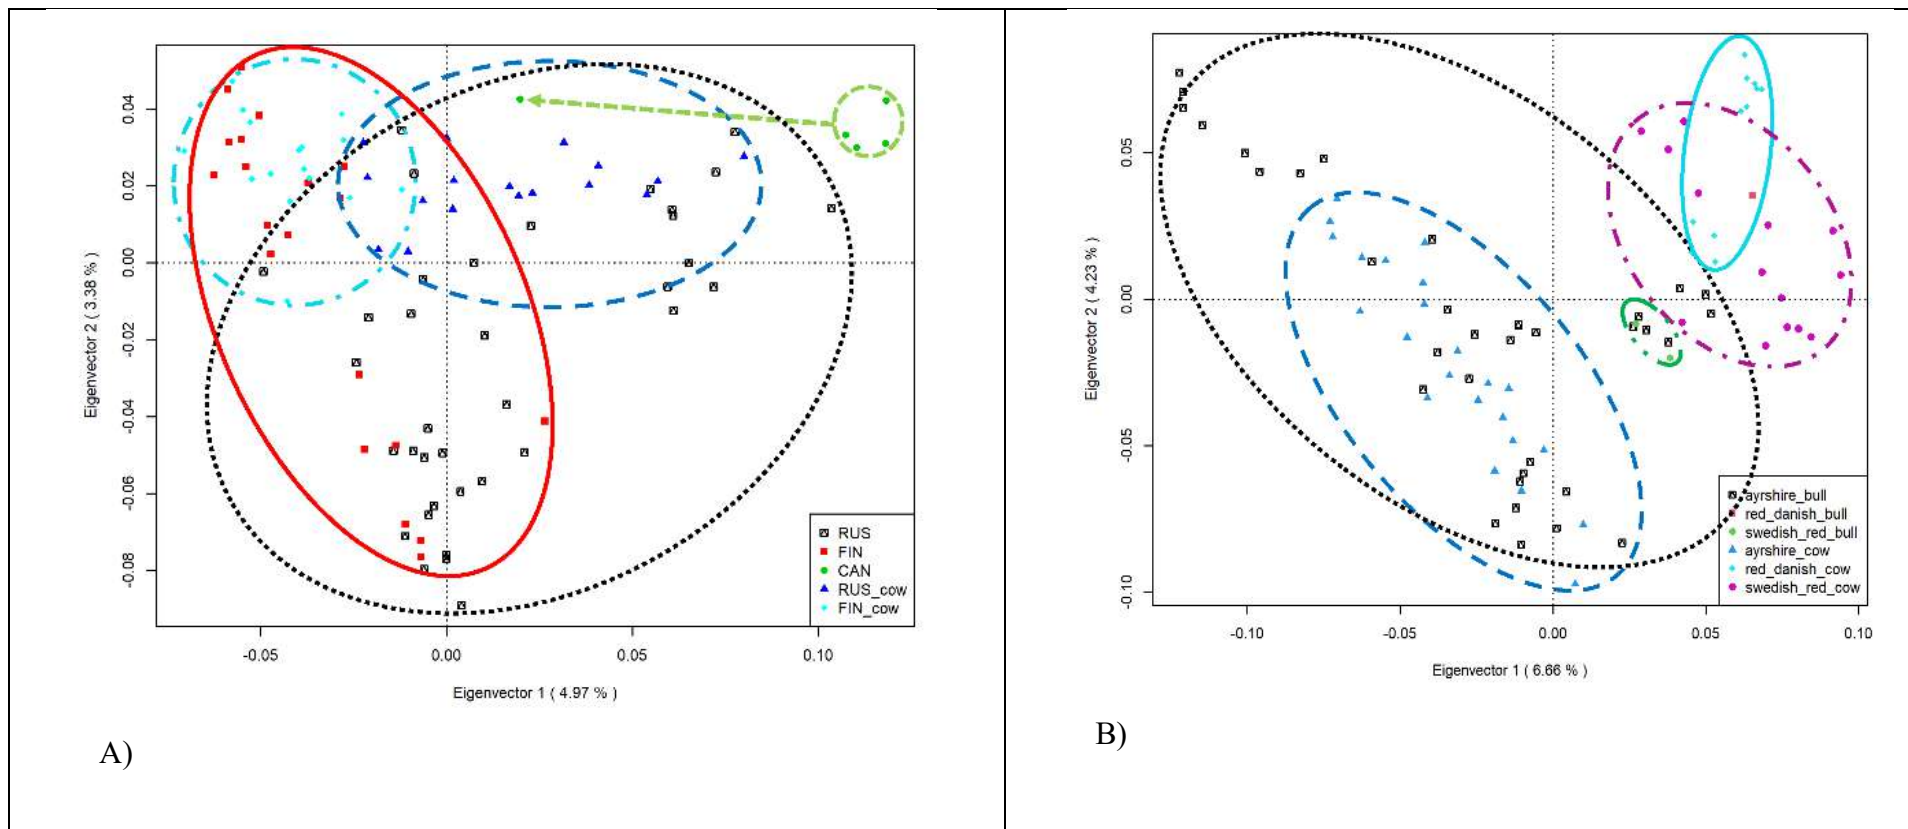 0.04
0.02
0.00
-0.02
-0.04
-0.06
-0.08
Eigenvector 2 ( 3.38 % )
-0.05
0.00
0.05
0.10
Eigenvector 1 ( 4.97 % )
RUS
FIN
CAN
RUS_cow
FIN_cow
A)
0.05
0.00
-0.05
-0.10
Eigenvector 2 ( 4.23 % )
-0.10
-0.05
0.00
0.05
0.10
Eigenvector 1 ( 6.66 % )
ayrshire_bull
red_danish_bull
swedish_red_bull
ayrshire_cow
red_danish_cow
swedish_red_cow
B)